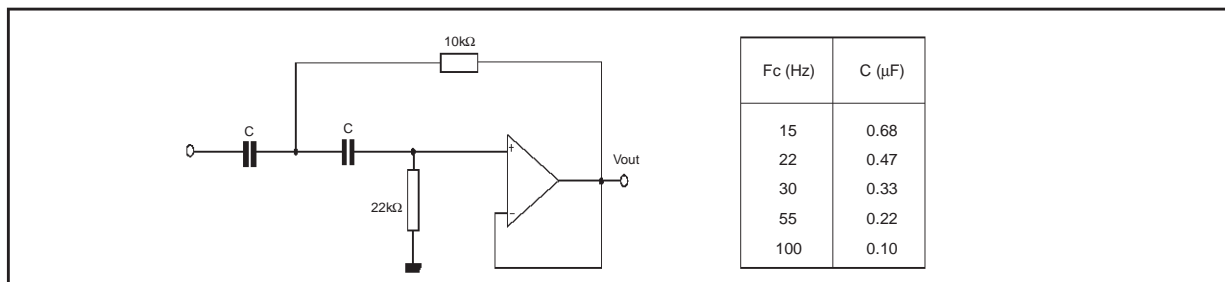 10kΩ
C
C
+
-
22kΩ
Vout
Fc (Hz) C (μF)
15 0.68
22 0.47
30 0.33
55 0.22
100 0.10